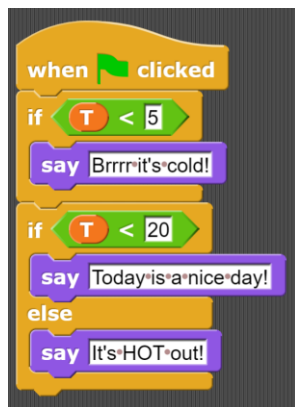 when clicked
if T < 5
say Brrrr it's cold!
if T < 20
say Today is a nice day!
else
say It's HOT out!